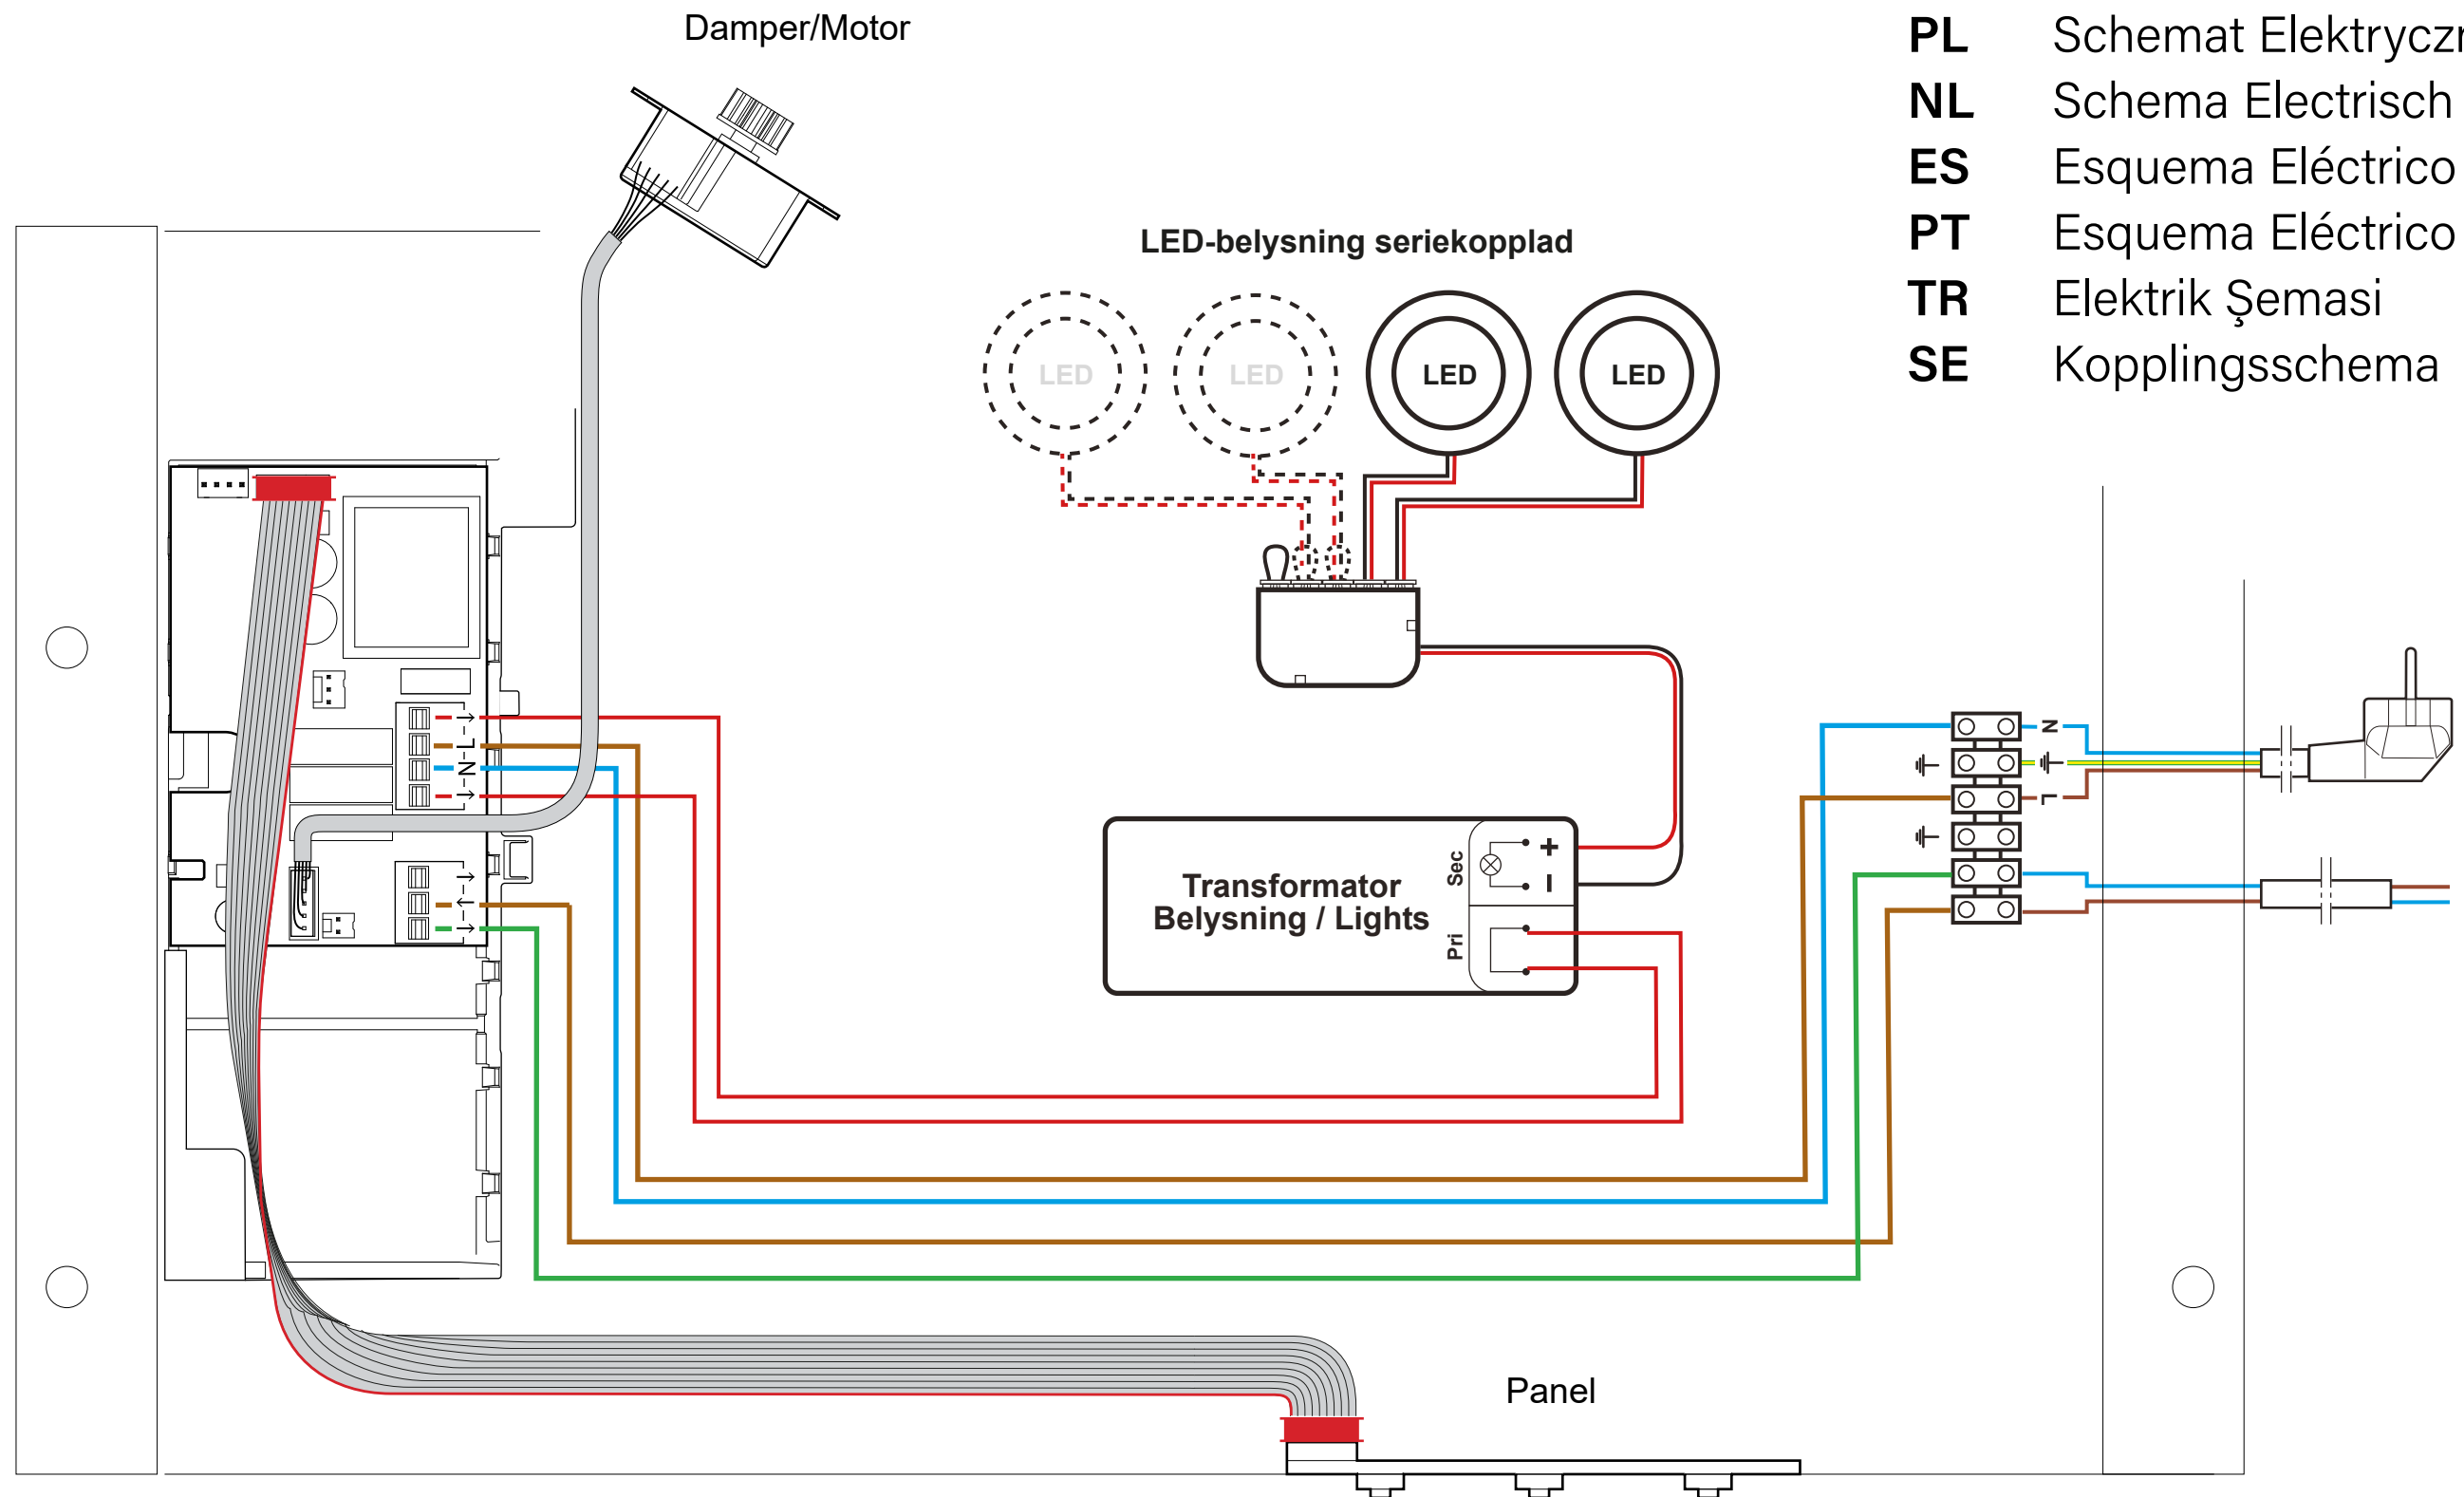 Damper/Motor
PL Schemat Elektryczn
NL Schema Electrisch
ES Esquema Eléctrico
PT Esquema Eléctrico
TR Elektrik Şemasi
SE Kopplingsschema
LED-belysning seriekopplad
LED LED LED LED
L
N
N
L
Transformator
Belysning / Lights
Sec
+
−
Pri
Panel